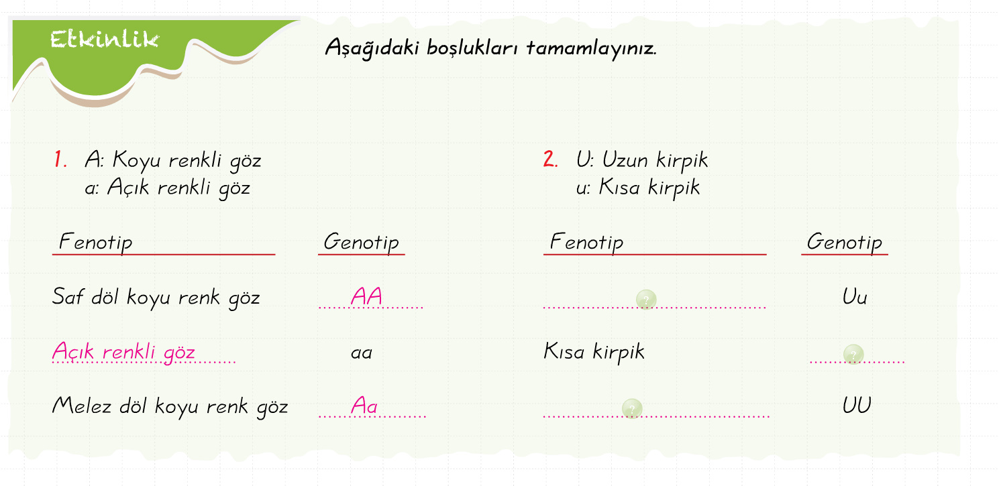 Etkinlik
Aşağıdaki boşlukları tamamlayınız.
1. A: Koyu renkli göz
a: Açık renkli göz
Fenotip Genotip
Saf döl koyu renk göz AA
Açık renkli göz aa
Melez döl koyu renk göz Aa
2. U: Uzun kirpik
u: Kısa kirpik
Fenotip Genotip
? Uu
Kısa kirpik ?
? UU